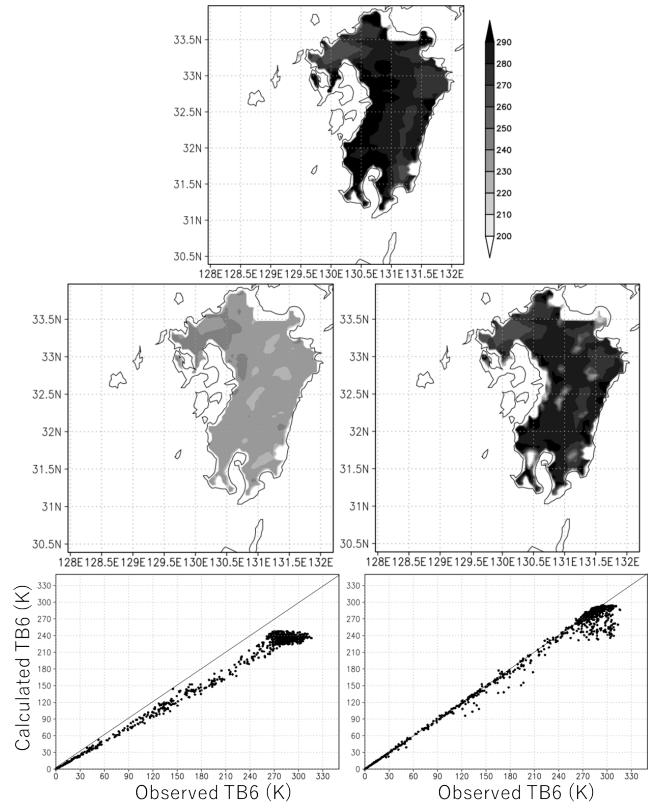 33.5N
33N
32.5N
32N
31.5N
31N
30.5N
128E 128.5E 129E 129.5E 130E 130.5E 131E 131.5E 132E
290
280
270
260
250
240
230
220
210
200
33.5N
33N
32.5N
32N
31.5N
31N
30.5N
128E 128.5E 129E 129.5E 130E 130.5E 131E 131.5E 132E
33.5N
33N
32.5N
32N
31.5N
31N
30.5N
128E 128.5E 129E 129.5E 130E 130.5E 131E 131.5E 132E
Calculated TB6 (K)
330
300
270
240
210
180
150
120
90
60
30
0
0 30 60 90 120 150 180 210 240 270 300 330
Observed TB6 (K)
330
300
270
240
210
180
150
120
90
60
30
0
0 30 60 90 120 150 180 210 240 270 300 330
Observed TB6 (K)